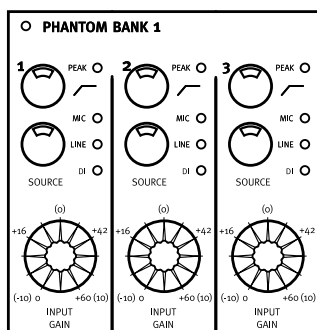 PHANTOM BANK 1
1 PEAK 2 PEAK 3 PEAK
MIC MIC MIC
LINE LINE LINE
DI DI DI
SOURCE SOURCE SOURCE
(0) (0) (0)
+16 +42 +16 +42 +16 +42
(-10) 0 +60 (10) (-10) 0 +60 (10) (-10) 0 +60 (10)
INPUT INPUT INPUT
GAIN GAIN GAIN